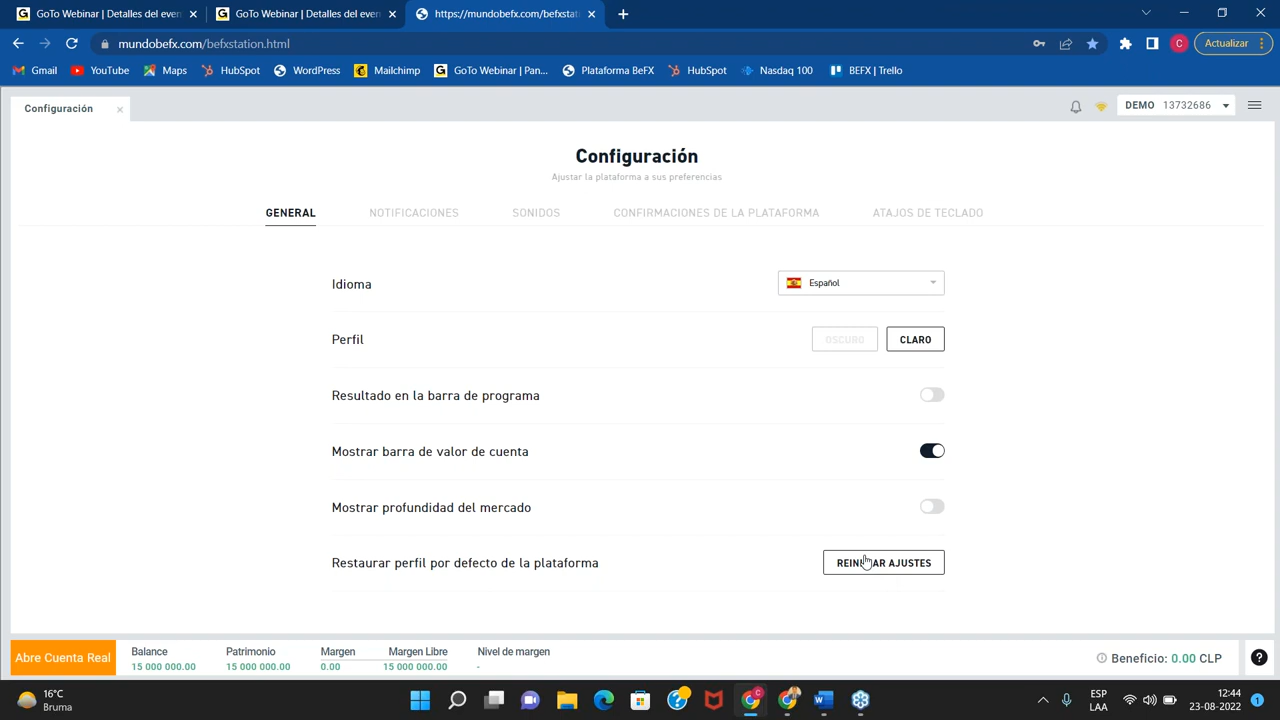 GoTo Webinar | Detalles del even
GoTo Webinar | Detalles del even
https://mundobefx.com/befxstati
mundobefx.com/befxstation.html
C
Actualizar
Gmail
YouTube
Maps
HubSpot
WordPress
Mailchimp
GoTo Webinar | Pan...
Plataforma BeFX
HubSpot
Nasdaq 100
BEFX | Trello
Configuración
DEMO 13732686
Configuración
Ajustar la plataforma a sus preferencias
GENERAL
NOTIFICACIONES
SONIDOS
CONFIRMACIONES DE LA PLATAFORMA
ATAJOS DE TECLADO
Idioma
Español
Perfil
OSCURO
CLARO
Resultado en la barra de programa
Mostrar barra de valor de cuenta
Mostrar profundidad del mercado
Restaurar perfil por defecto de la plataforma
AJUSTES
Abre Cuenta Real
Balance
15 000 000.00
Patrimonio
15 000 000.00
Margen
0.00
Margen Libre
15 000 000.00
Nivel de margen
-
Beneficio: 0.00 CLP
16°C
Bruma
ESP
LAA
12:44
23-08-2022
1